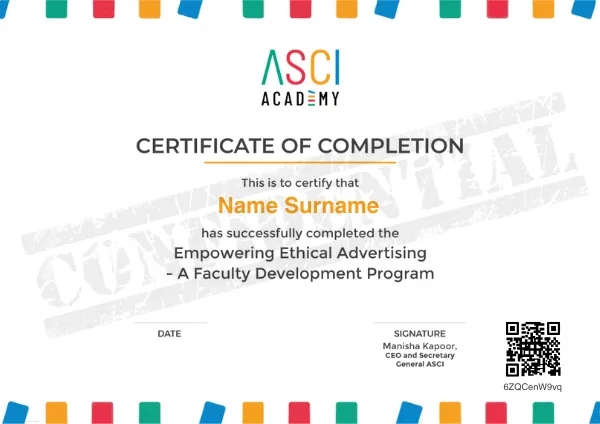 ASCI
ACADEMY
CERTIFICATE OF COMPLETION
This is to certify that
Name Surname
has successfully completed the
Empowering Ethical Advertising
- A Faculty Development Program
CONFIDENTIAL
DATE
SIGNATURE
Manisha Kapoor,
CEO and Secretary
General ASCI
6ZQCenW9vq